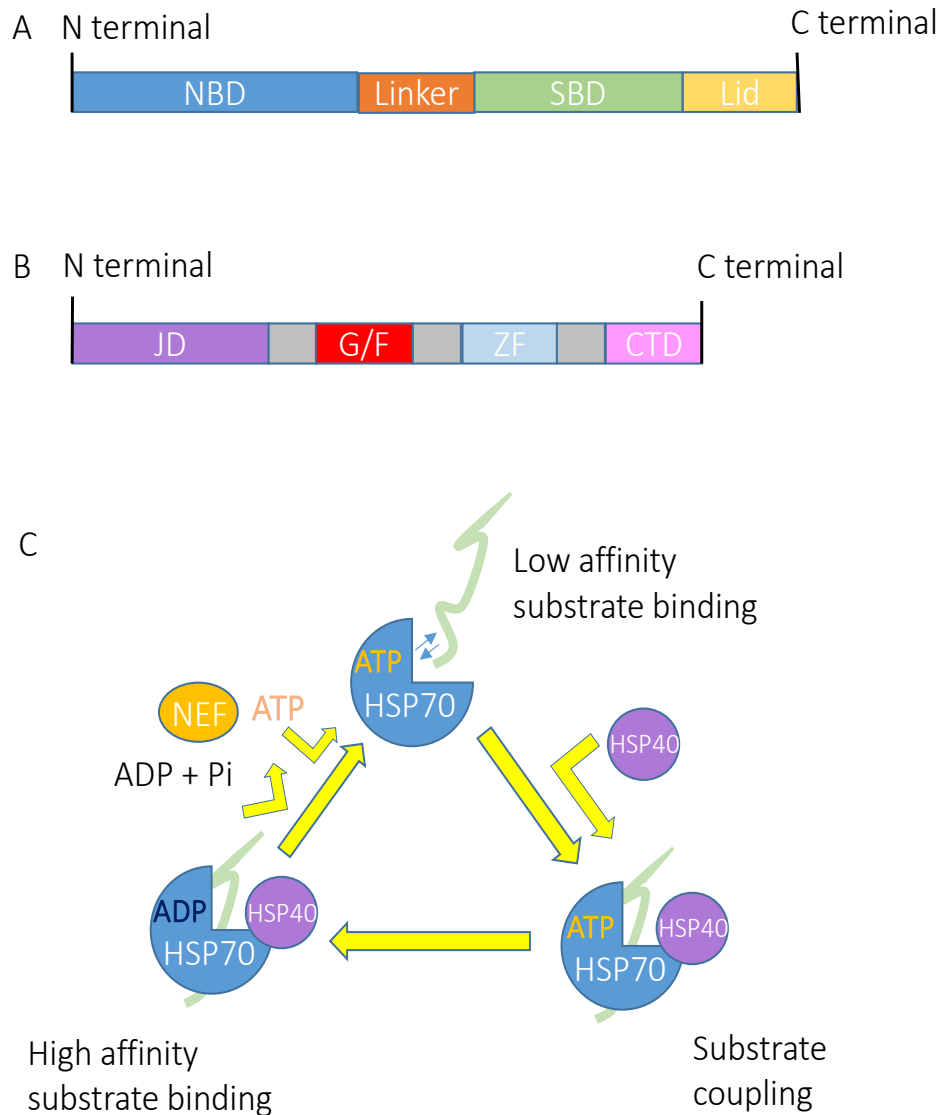 A N terminal
C terminal
NBD Linker SBD Lid
B N terminal
C terminal
JD G/F ZF CTD
C
Low affinity
substrate binding
ATP
HSP70
NEF ATP
ADP + Pi
HSP40
ADP
HSP70
HSP40
ATP
HSP70
HSP40
High affinity
substrate binding
Substrate
coupling